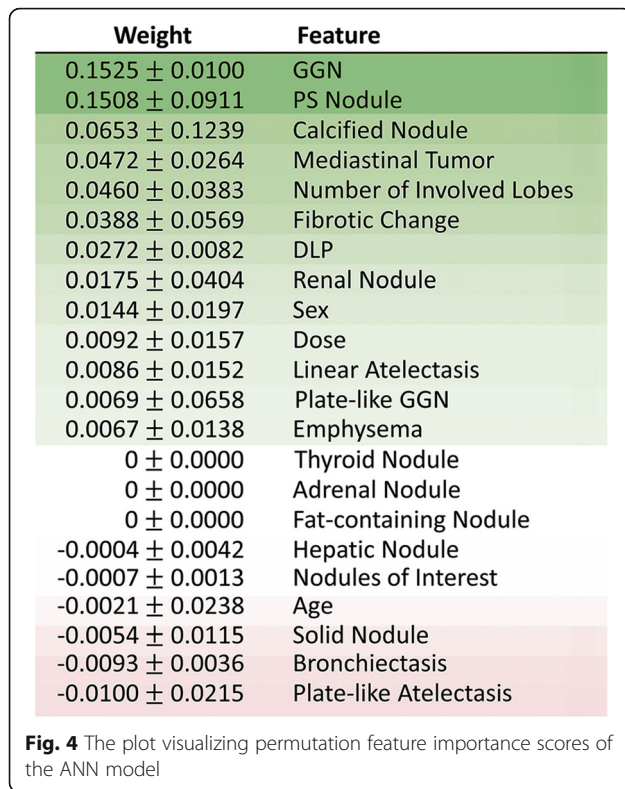 Weight Feature
0.1525 ± 0.0100 GGN
0.1508 ± 0.0911 PS Nodule
0.0653 ± 0.1239 Calcified Nodule
0.0472 ± 0.0264 Mediastinal Tumor
0.0460 ± 0.0383 Number of Involved Lobes
0.0388 ± 0.0569 Fibrotic Change
0.0272 ± 0.0082 DLP
0.0175 ± 0.0404 Renal Nodule
0.0144 ± 0.0197 Sex
0.0092 ± 0.0157 Dose
0.0086 ± 0.0152 Linear Atelectasis
0.0069 ± 0.0658 Plate-like GGN
0.0067 ± 0.0138 Emphysema
0 ± 0.0000 Thyroid Nodule
0 ± 0.0000 Adrenal Nodule
0 ± 0.0000 Fat-containing Nodule
-0.0004 ± 0.0042 Hepatic Nodule
-0.0007 ± 0.0013 Nodules of Interest
-0.0021 ± 0.0238 Age
-0.0054 ± 0.0115 Solid Nodule
-0.0093 ± 0.0036 Bronchiectasis
-0.0100 ± 0.0215 Plate-like Atelectasis
Fig. 4 The plot visualizing permutation feature importance scores of
the ANN model